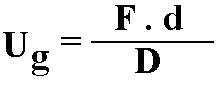 Ug = F . d / D